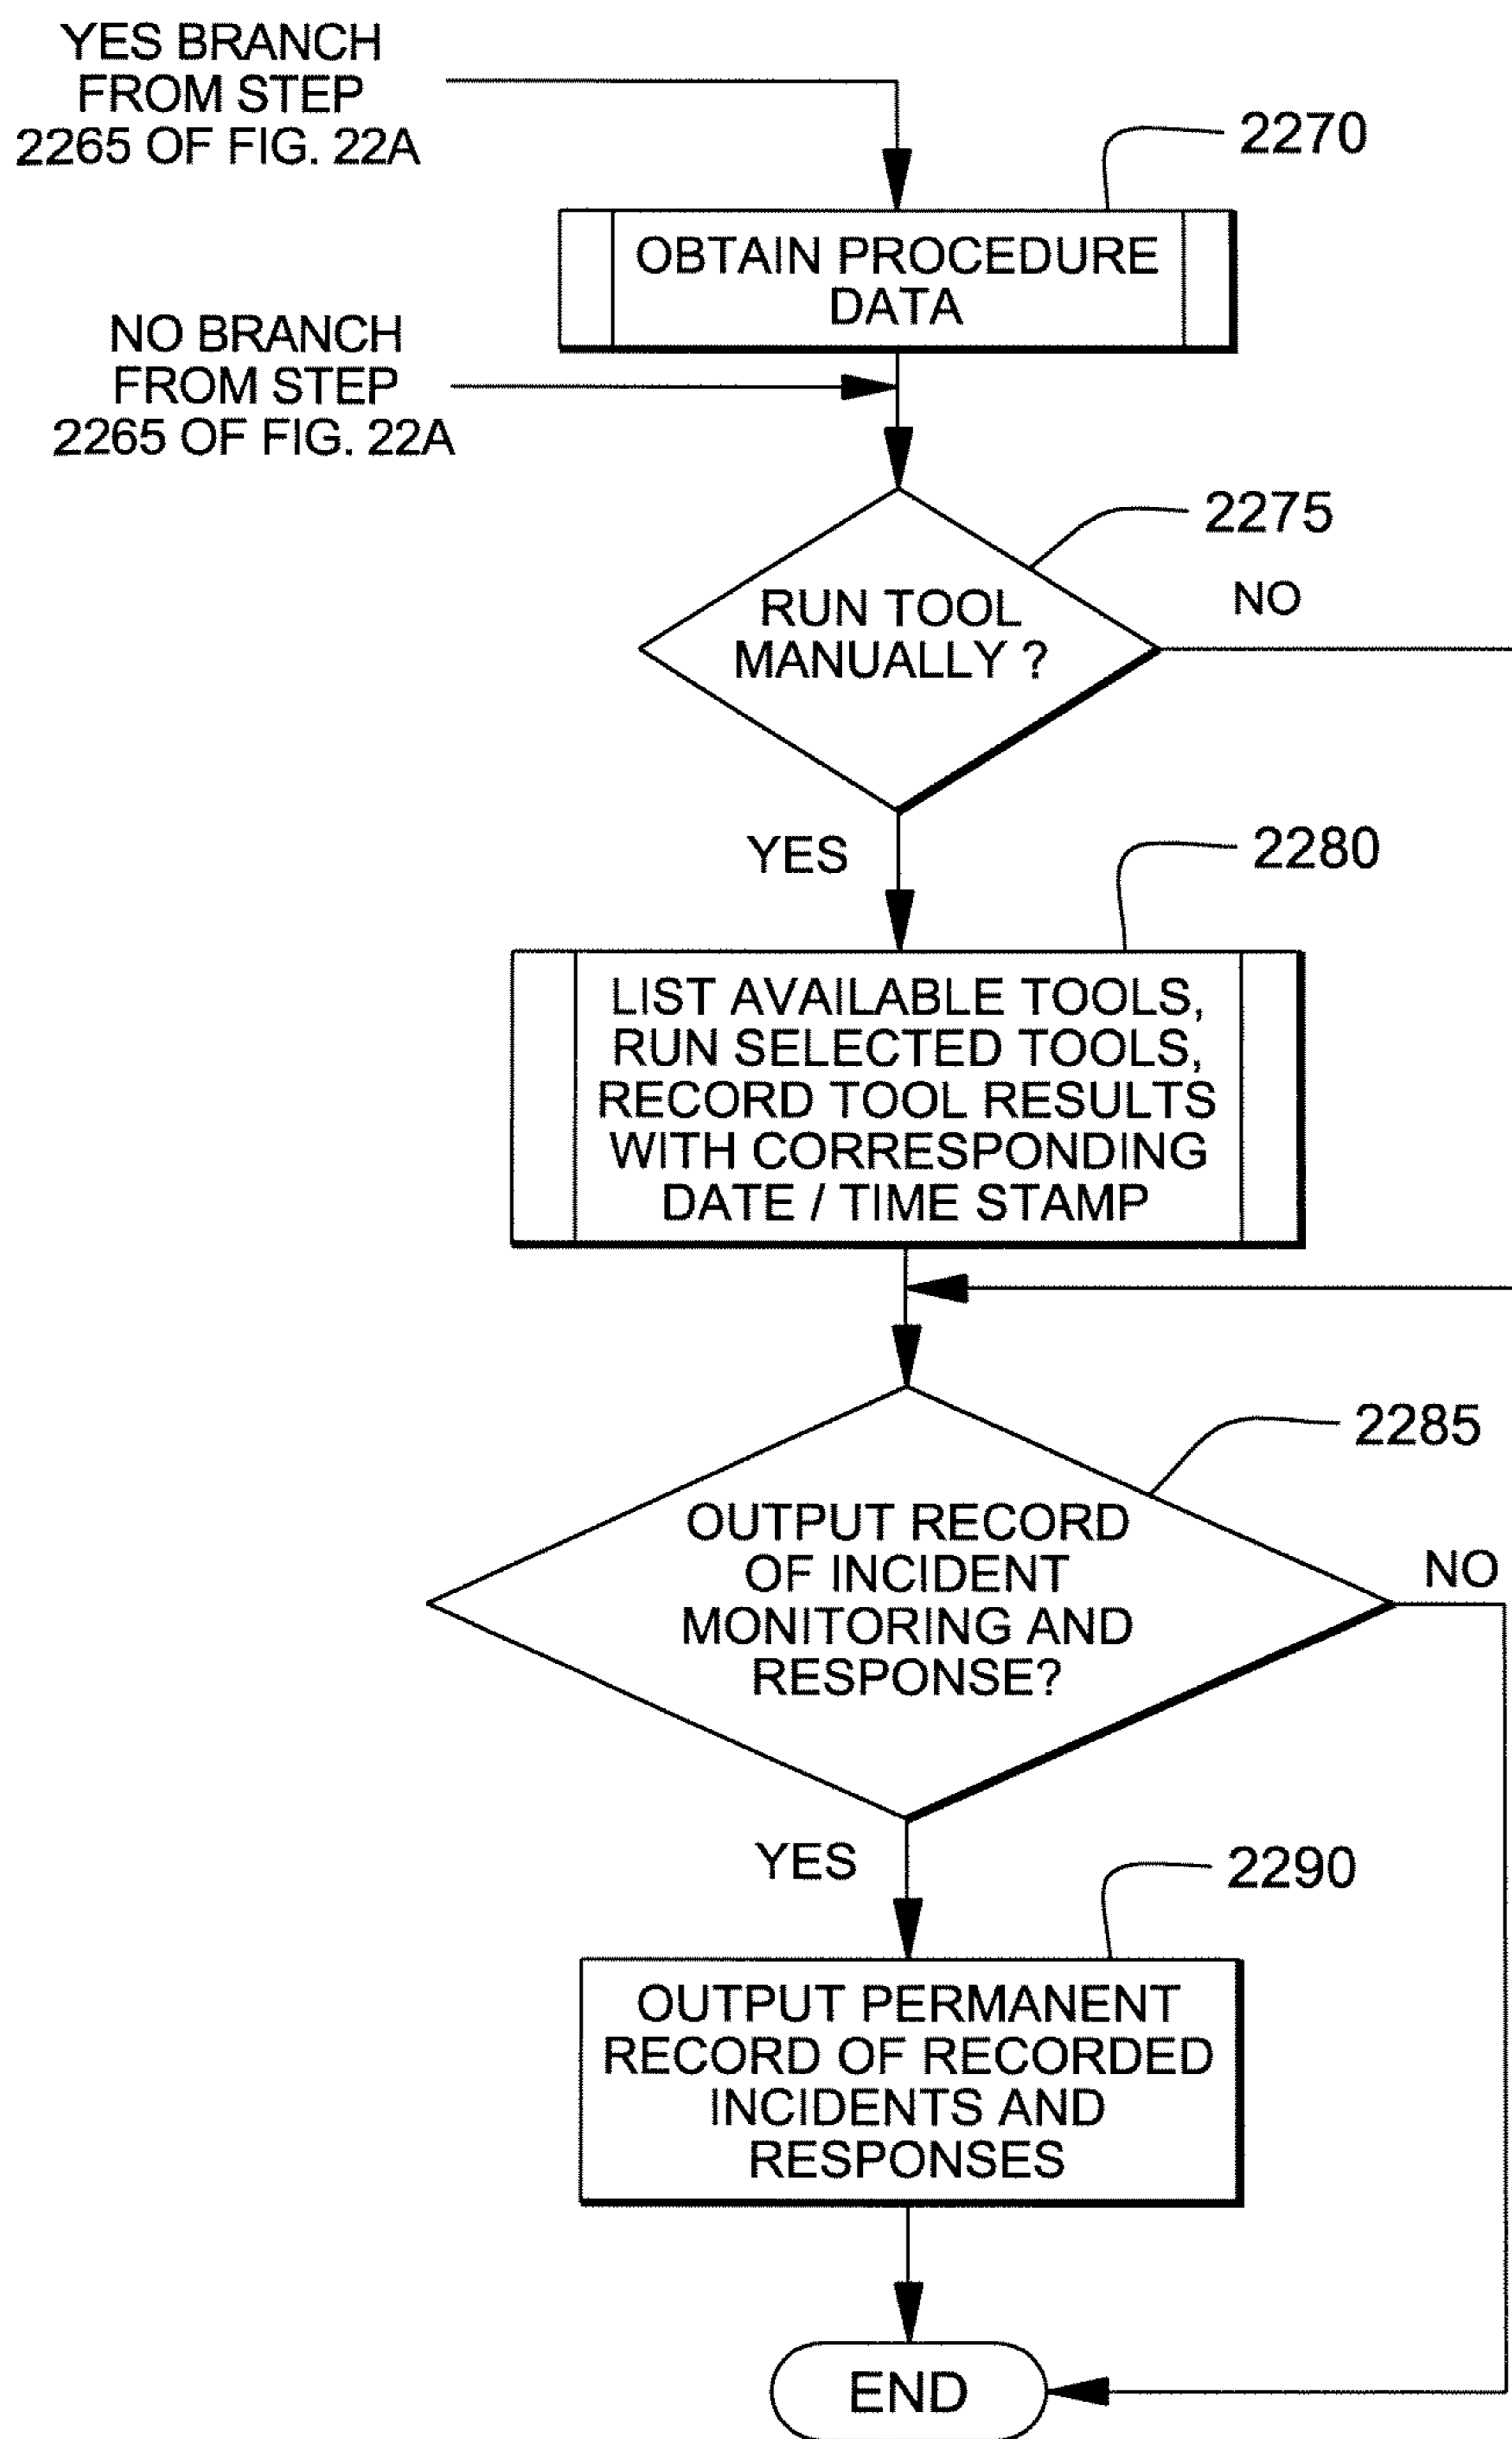 YES BRANCH
FROM STEP
2265 OF FIG. 22A
2270
OBTAIN PROCEDURE
DATA
NO BRANCH
FROM STEP
2265 OF FIG. 22A
2275
RUN TOOL
MANUALLY ?
NO
YES
2280
LIST AVAILABLE TOOLS,
RUN SELECTED TOOLS,
RECORD TOOL RESULTS
WITH CORRESPONDING
DATE / TIME STAMP
2285
OUTPUT RECORD
OF INCIDENT
MONITORING AND
RESPONSE?
NO
YES
2290
OUTPUT PERMANENT
RECORD OF RECORDED
INCIDENTS AND
RESPONSES
END